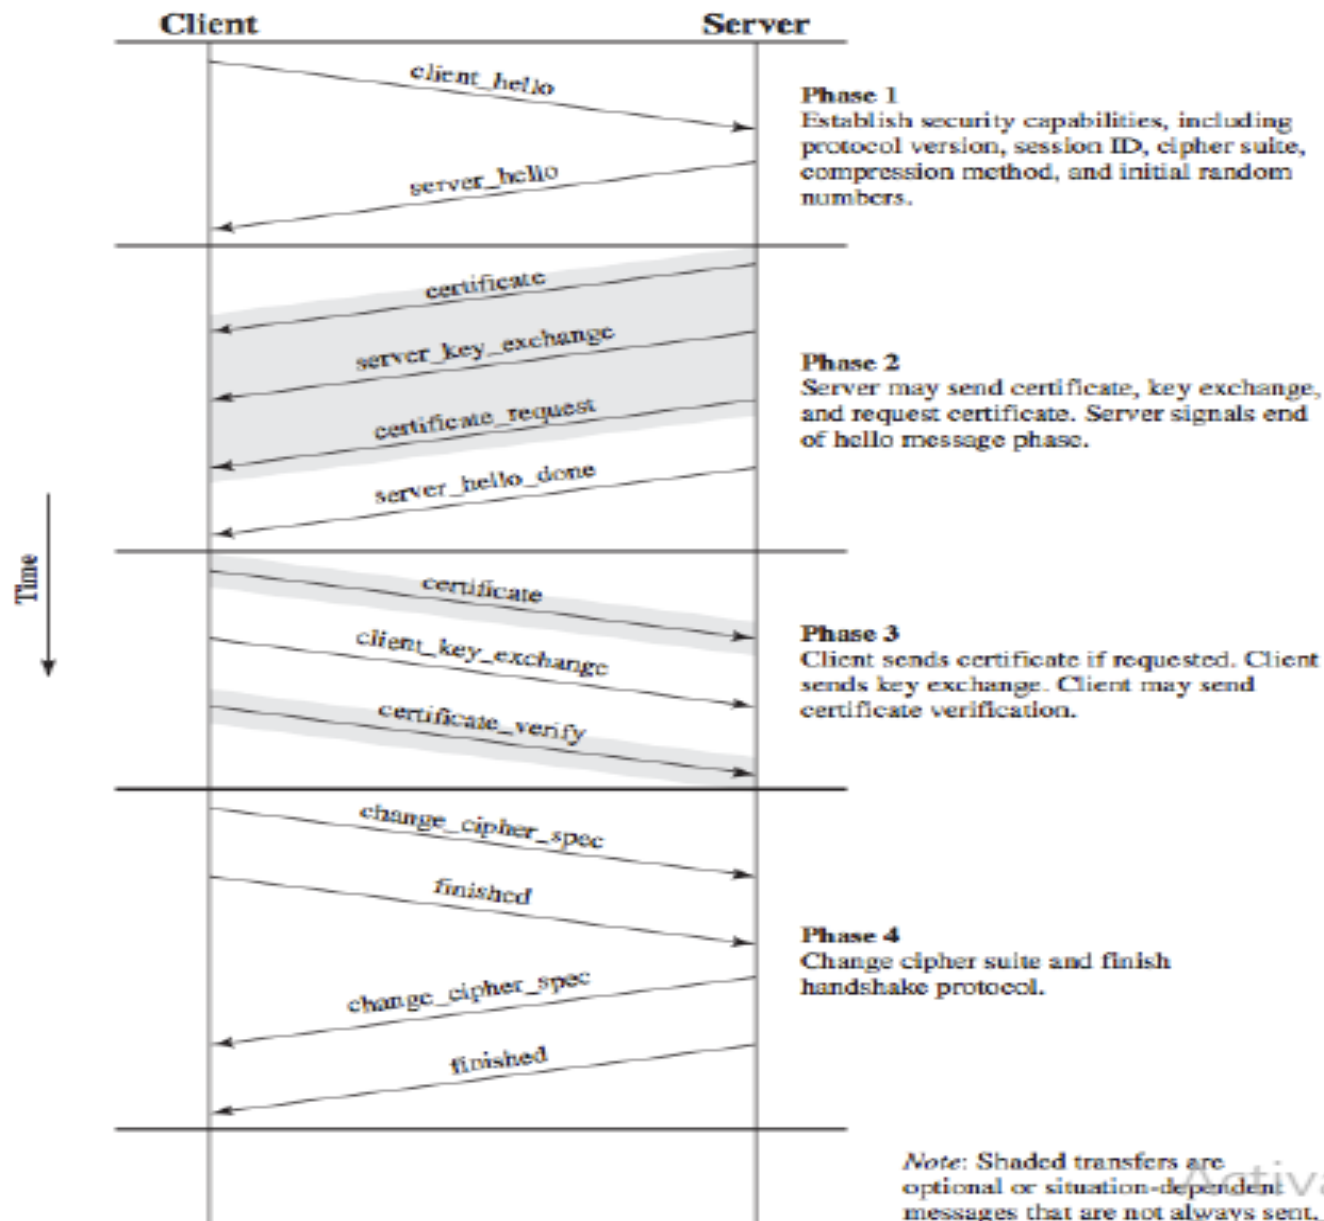 Client
Server
client_hello
Phase 1
Establish security capabilities, including
protocol version, session ID, cipher suite,
compression method, and initial random
numbers.
server_hello
certificate
server_key_exchange
Phase 2
Server may send certificate, key exchange,
and request certificate. Server signals end
of hello message phase.
certificate_request
server_hello_done
Time
certificate
client_key_exchange
Phase 3
Client sends certificate if requested. Client
sends key exchange. Client may send
certificate verification.
certificate_verify
change_cipher_spec
finished
Phase 4
Change cipher suite and finish
handshake protocol.
change_cipher_spec
finished
Note: Shaded transfers are
optional or situation-dependent
messages that are not always sent.